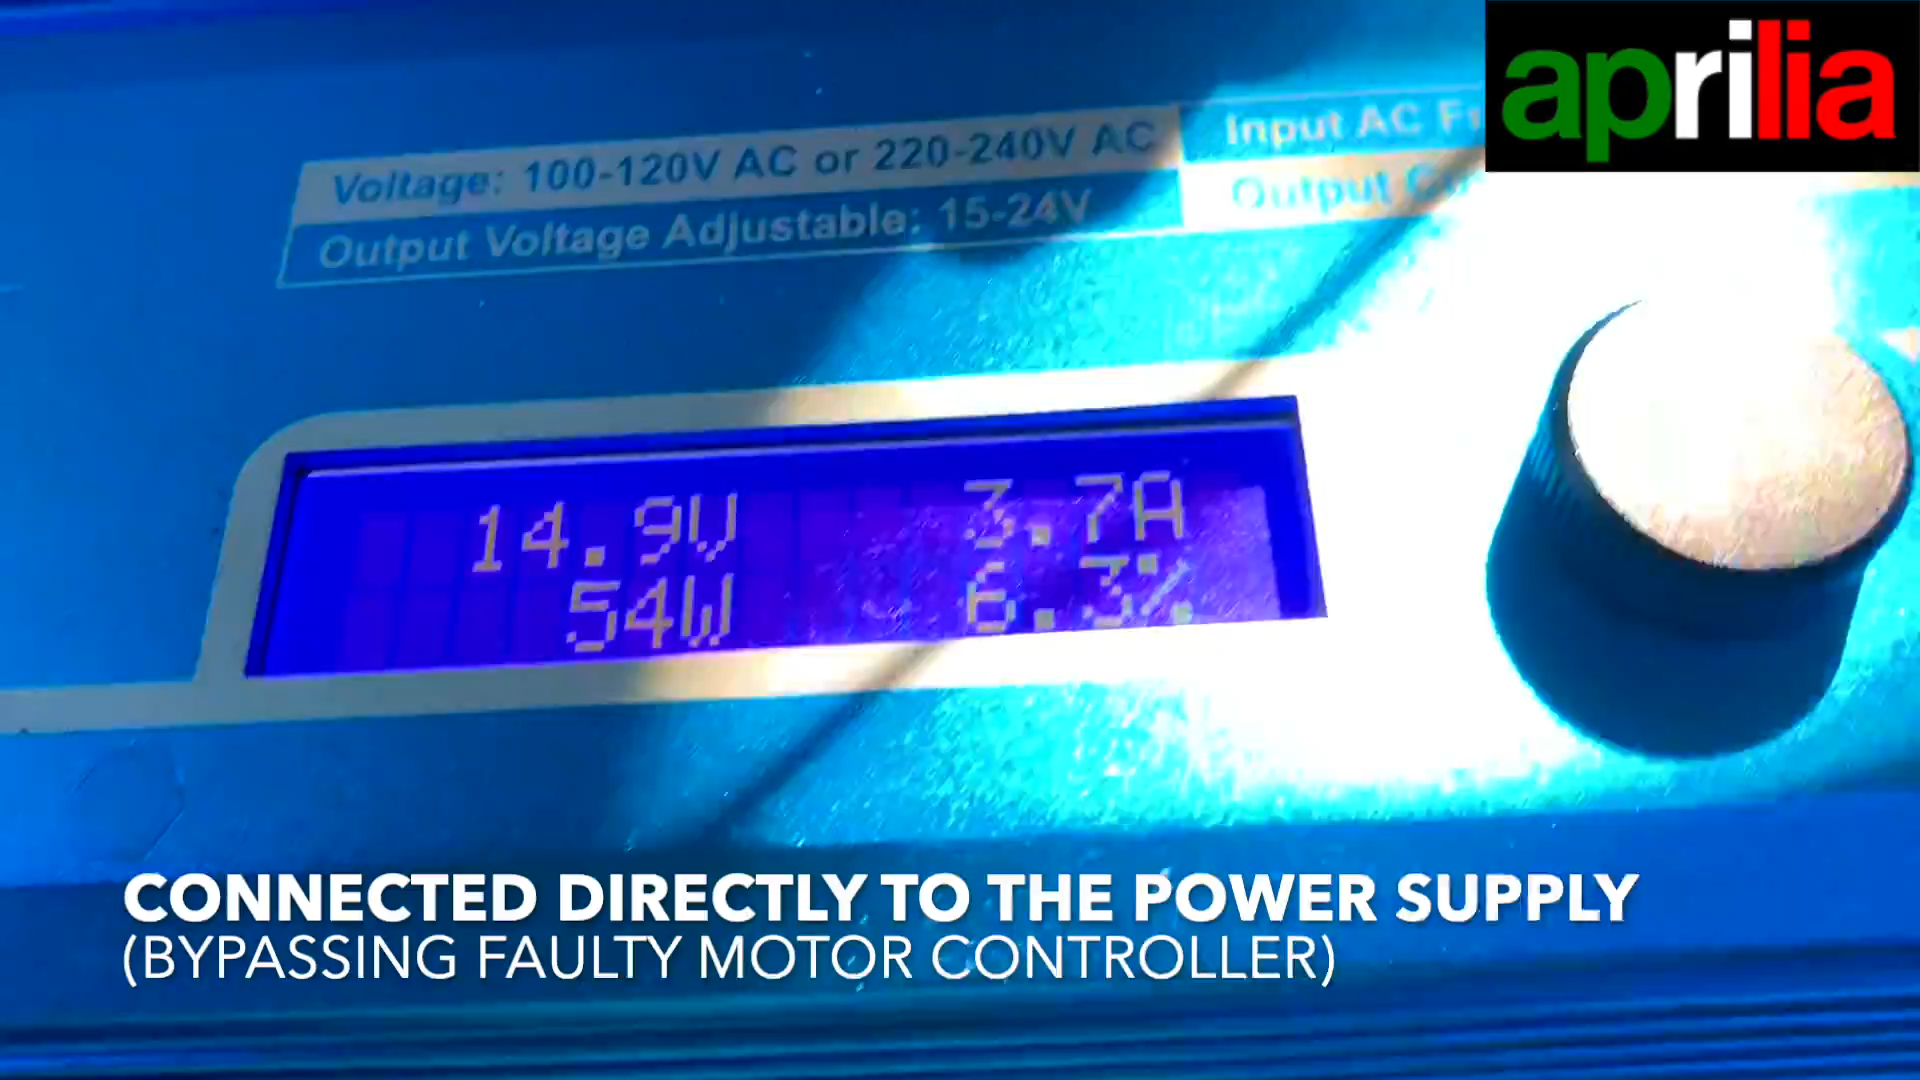 aprilia
Voltage: 100-120V AC or 220-240V AC
Input AC
Output Voltage Adjustable: 15-24V
Output
14.9V 3.7A
54W 6.3%
CONNECTED DIRECTLY TO THE POWER SUPPLY
(BYPASSING FAULTY MOTOR CONTROLLER)